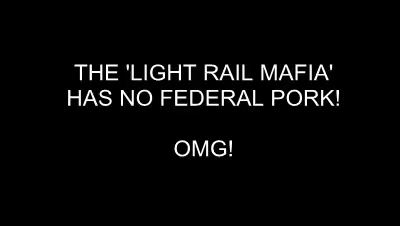 THE 'LIGHT RAIL MAFIA'
HAS NO FEDERAL PORK!
OMG!